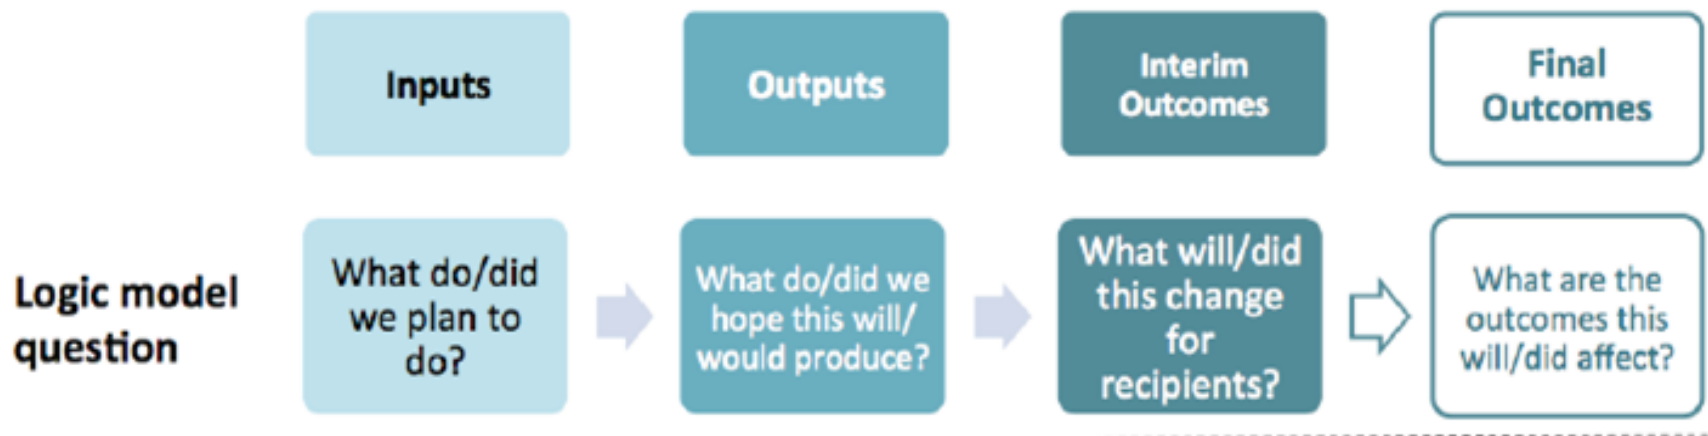 Inputs
Outputs
Interim
Outcomes
Final
Outcomes
Logic model
question
What do/did
we plan to
do?
What do/did we
hope this will/
would produce?
What will/did
this change
for
recipients?
What are the
outcomes this
will/did affect?